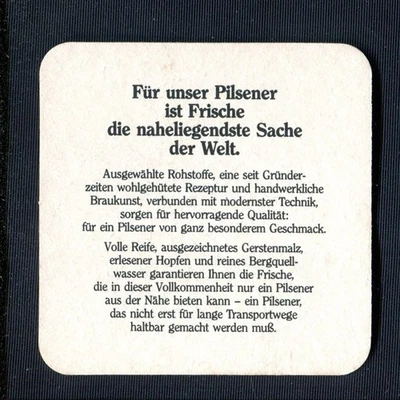 Für unser Pilsener
ist Frische
die naheliegendste Sache
der Welt.
Ausgewählte Rohstoffe, eine seit Gründer-
zeiten wohlgehütete Rezeptur und handwerkliche
Braukunst, verbunden mit modernster Technik,
sorgen für hervorragende Qualität:
für ein Pilsener von ganz besonderem Geschmack.
Volle Reife, ausgezeichnetes Gerstenmalz,
erlesener Hopfen und reines Bergquell-
wasser garantieren Ihnen die Frische,
die in dieser Vollkommenheit nur ein Pilsener
aus der Nähe bieten kann – ein Pilsener,
das nicht erst für lange Transportwege
haltbar gemacht werden muß.